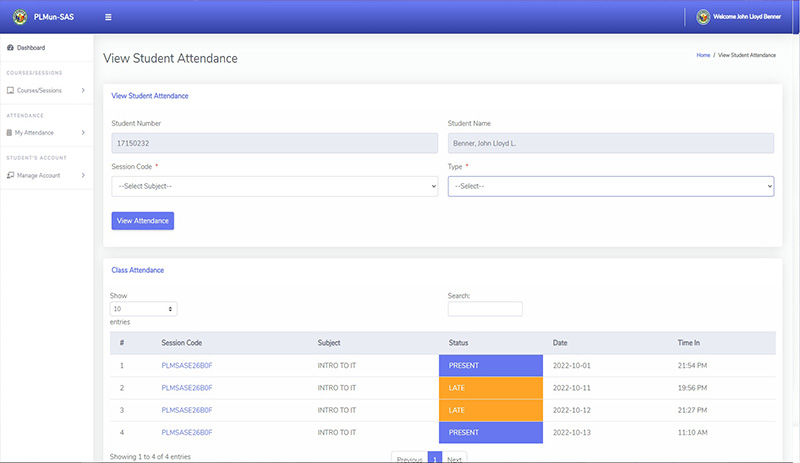 PLMun-SAS
Welcome John Lloyd Benner
Dashboard
COURSES/SESSIONS
Courses/Sessions
ATTENDANCE
My Attendance
STUDENT'S ACCOUNT
Manage Account
View Student Attendance
Home / View Student Attendance
View Student Attendance
Student Number
Student Name
17150232
Benner, John Lloyd L.
Session Code *
Type *
--Select Subject--
--Select--
View Attendance
Class Attendance
Show
Search:
10
entries
# Session Code Subject Status Date Time In
1 PLMSASE26B0F INTRO TO IT PRESENT 2022-10-01 21:54 PM
2 PLMSASE26B0F INTRO TO IT LATE 2022-10-11 19:56 PM
3 PLMSASE26B0F INTRO TO IT LATE 2022-10-12 21:27 PM
4 PLMSASE26B0F INTRO TO IT PRESENT 2022-10-13 11:10 AM
Showing 1 to 4 of 4 entries
Previous 1 Next